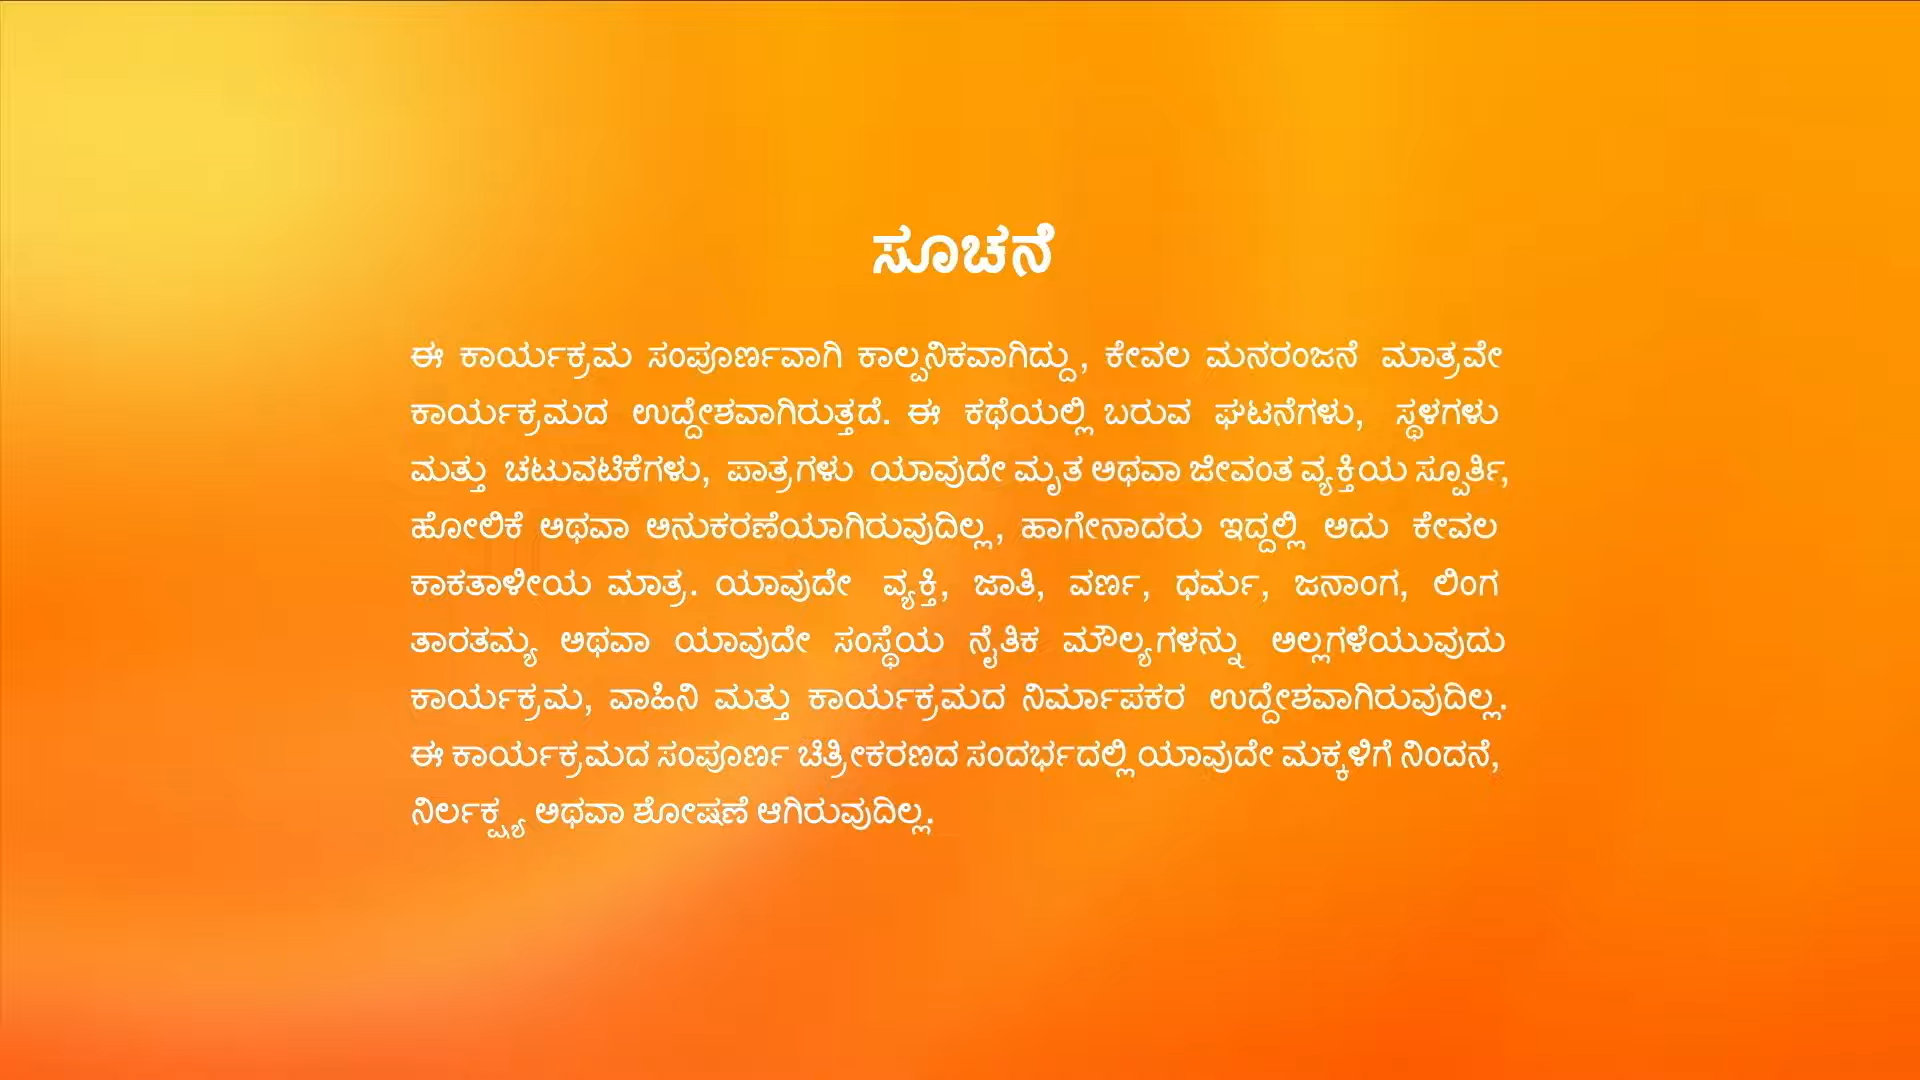 ಸೂಚನೆ
ಈ ಕಾರ್ಯಕ್ರಮ ಸಂಪೂರ್ಣವಾಗಿ ಕಾಲ್ಪನಿಕವಾಗಿದ್ದು, ಕೇವಲ ಮನರಂಜನೆ ಮಾತ್ರವೇ
ಕಾರ್ಯಕ್ರಮದ ಉದ್ದೇಶವಾಗಿರುತ್ತದೆ. ಈ ಕಥೆಯಲ್ಲಿ ಬರುವ ಘಟನೆಗಳು, ಸ್ಥಳಗಳು
ಮತ್ತು ಚಟುವಟಿಕೆಗಳು, ಪಾತ್ರಗಳು ಯಾವುದೇ ಮೃತ ಅಥವಾ ಜೀವಂತ ವ್ಯಕ್ತಿಯ ಸ್ಪೂರ್ತಿ,
ಹೋಲಿಕೆ ಅಥವಾ ಅನುಕರಣೆಯಾಗಿರುವುದಿಲ್ಲ, ಹಾಗೇನಾದರು ಇದ್ದಲ್ಲಿ ಅದು ಕೇವಲ
ಕಾಕತಾಳೀಯ ಮಾತ್ರ. ಯಾವುದೇ ವ್ಯಕ್ತಿ, ಜಾತಿ, ವರ್ಣ, ಧರ್ಮ, ಜನಾಂಗ, ಲಿಂಗ
ತಾರತಮ್ಯ ಅಥವಾ ಯಾವುದೇ ಸಂಸ್ಥೆಯ ನೈತಿಕ ಮೌಲ್ಯಗಳನ್ನು ಅಲ್ಲಗಳೆಯುವುದು
ಕಾರ್ಯಕ್ರಮ, ವಾಹಿನಿ ಮತ್ತು ಕಾರ್ಯಕ್ರಮದ ನಿರ್ಮಾಪಕರ ಉದ್ದೇಶವಾಗಿರುವುದಿಲ್ಲ.
ಈ ಕಾರ್ಯಕ್ರಮದ ಸಂಪೂರ್ಣ ಚಿತ್ರೀಕರಣದ ಸಂದರ್ಭದಲ್ಲಿ ಯಾವುದೇ ಮಕ್ಕಳಿಗೆ ನಿಂದನೆ,
ನಿರ್ಲಕ್ಷ್ಯ ಅಥವಾ ಶೋಷಣೆ ಆಗಿರುವುದಿಲ್ಲ.